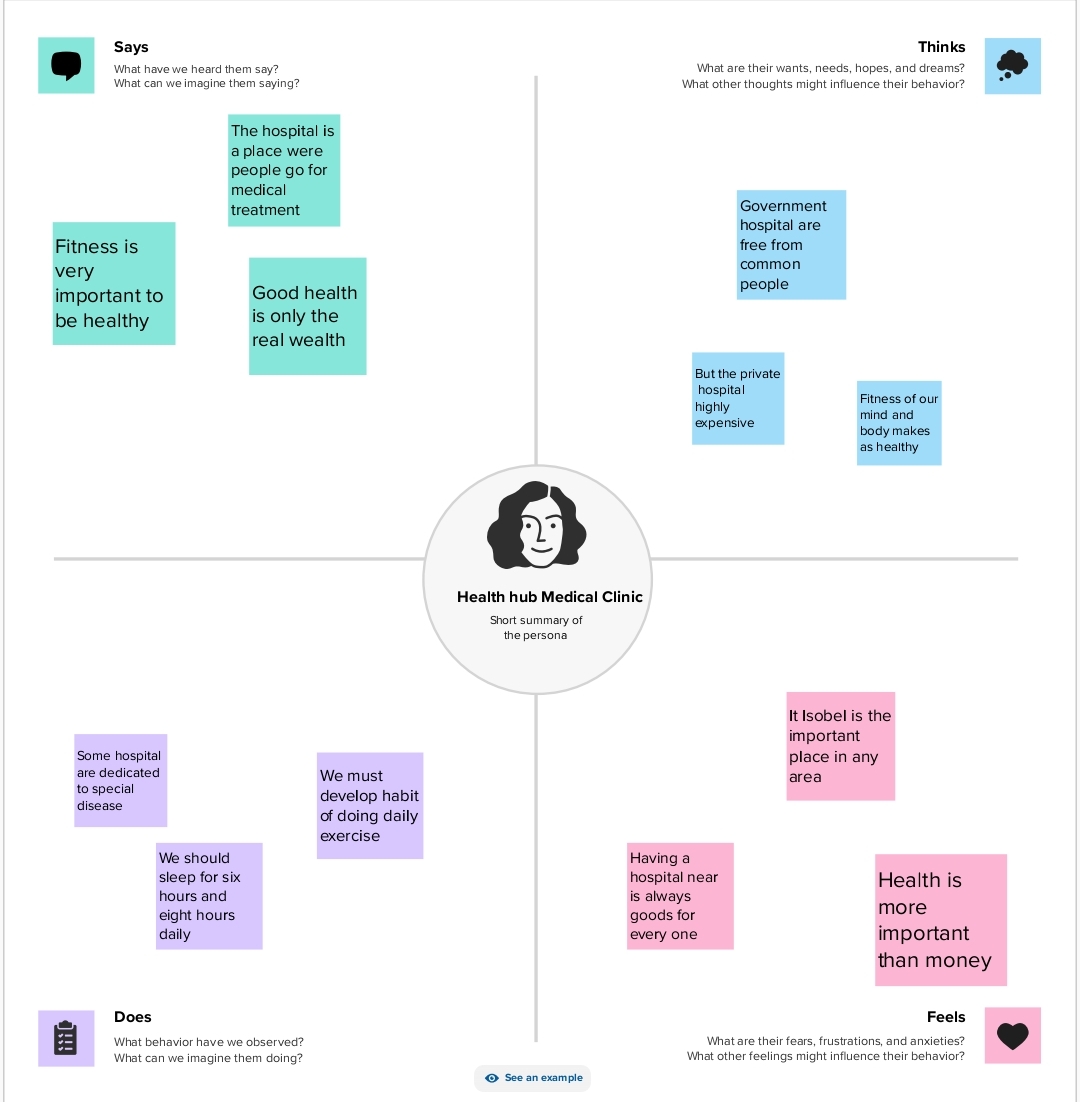 Says
What have we heard them say?
What can we imagine them saying?
Thinks
What are their wants, needs, hopes, and dreams?
What other thoughts might influence their behavior?
The hospital is
a place were
people go for
medical
treatment
Fitness is
very
important to
be healthy
Good health
is only the
real wealth
Government
hospital are
free from
common
people
But the private
hospital
highly
expensive
Fitness of our
mind and
body makes
as healthy
Health hub Medical Clinic
Short summary of
the persona
Some hospital
are dedicated
to special
disease
We must
develop habit
of doing daily
exercise
We should
sleep for six
hours and
eight hours
daily
It Isobel is the
important
place in any
area
Having a
hospital near
is always
goods for
every one
Health is
more
important
than money
Does
What behavior have we observed?
What can we imagine them doing?
Feels
What are their fears, frustrations, and anxieties?
What other feelings might influence their behavior?
See an example